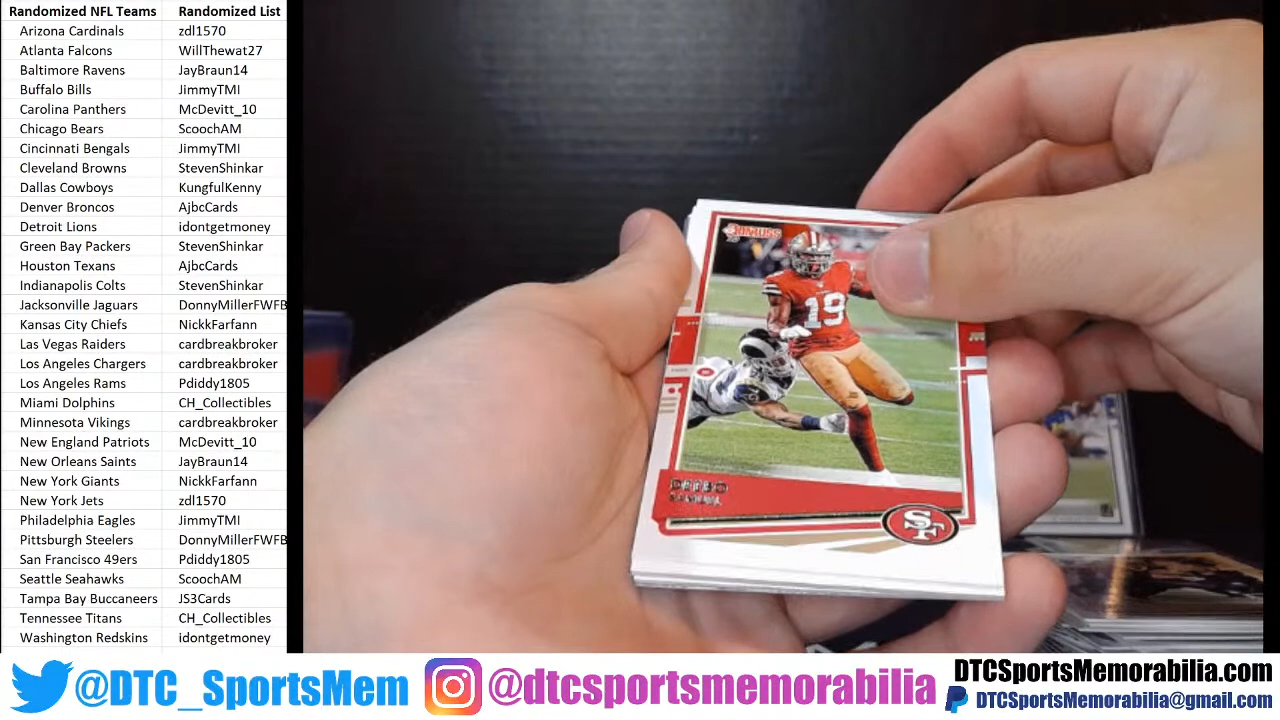 Randomized NFL Teams Randomized List
Arizona Cardinals zdl1570
Atlanta Falcons WillThewat27
Baltimore Ravens JayBraun14
Buffalo Bills JimmyTMI
Carolina Panthers McDevitt_10
Chicago Bears ScoochAM
Cincinnati Bengals JimmyTMI
Cleveland Browns StevenShinkar
Dallas Cowboys KungfulKenny
Denver Broncos AjbcCards
Detroit Lions idontgetmoney
Green Bay Packers StevenShinkar
Houston Texans AjbcCards
Indianapolis Colts StevenShinkar
Jacksonville Jaguars DonnyMillerFWFB
Kansas City Chiefs NickkFarfann
Las Vegas Raiders cardbreakbroker
Los Angeles Chargers cardbreakbroker
Los Angeles Rams Pdiddy1805
Miami Dolphins CH_Collectibles
Minnesota Vikings cardbreakbroker
New England Patriots McDevitt_10
New Orleans Saints JayBraun14
New York Giants NickkFarfann
New York Jets zdl1570
Philadelphia Eagles JimmyTMI
Pittsburgh Steelers DonnyMillerFWFB
San Francisco 49ers Pdiddy1805
Seattle Seahawks ScoochAM
Tampa Bay Buccaneers JS3Cards
Tennessee Titans CH_Collectibles
Washington Redskins idontgetmoney
DONRUSS
19
DEEBO
SAMUEL
SF
@DTC_SportsMem @dtcsportsmemorabilia
DTCSportsMemorabilia.com
DTCSportsMemorabilia@gmail.com